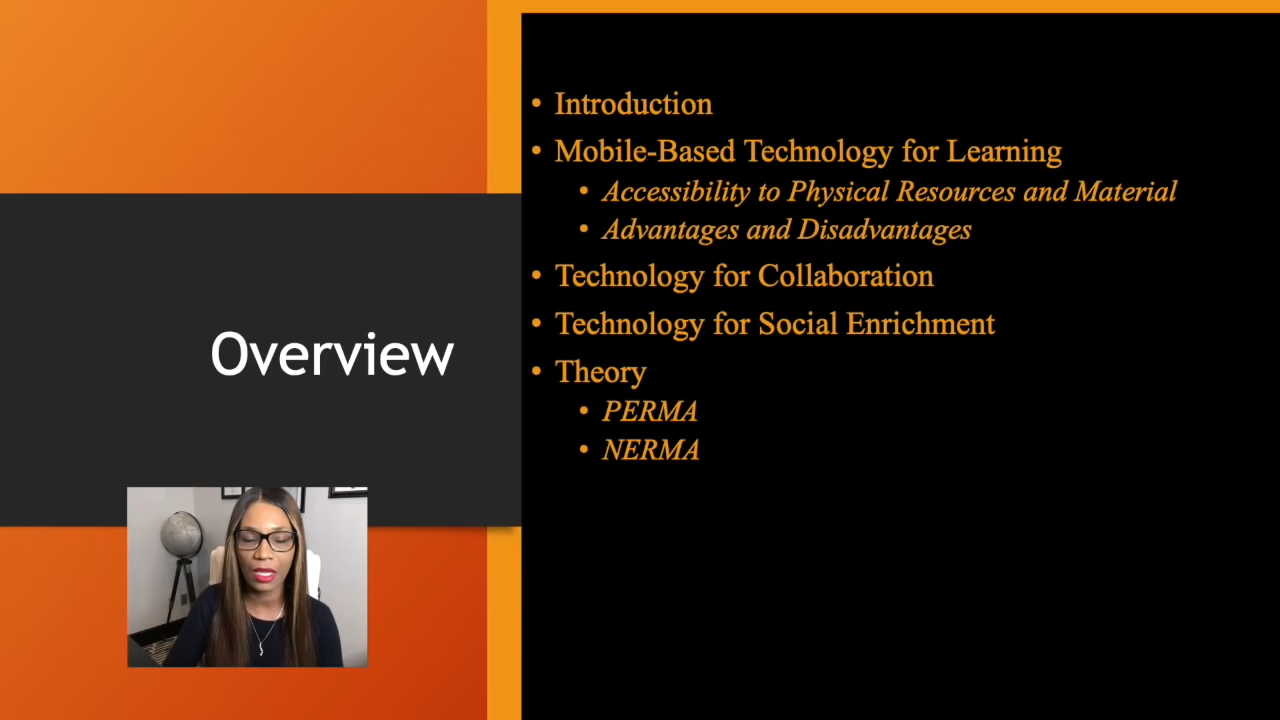 Overview
• Introduction
• Mobile-Based Technology for Learning
• Accessibility to Physical Resources and Material
• Advantages and Disadvantages
• Technology for Collaboration
• Technology for Social Enrichment
• Theory
• PERMA
• NERMA